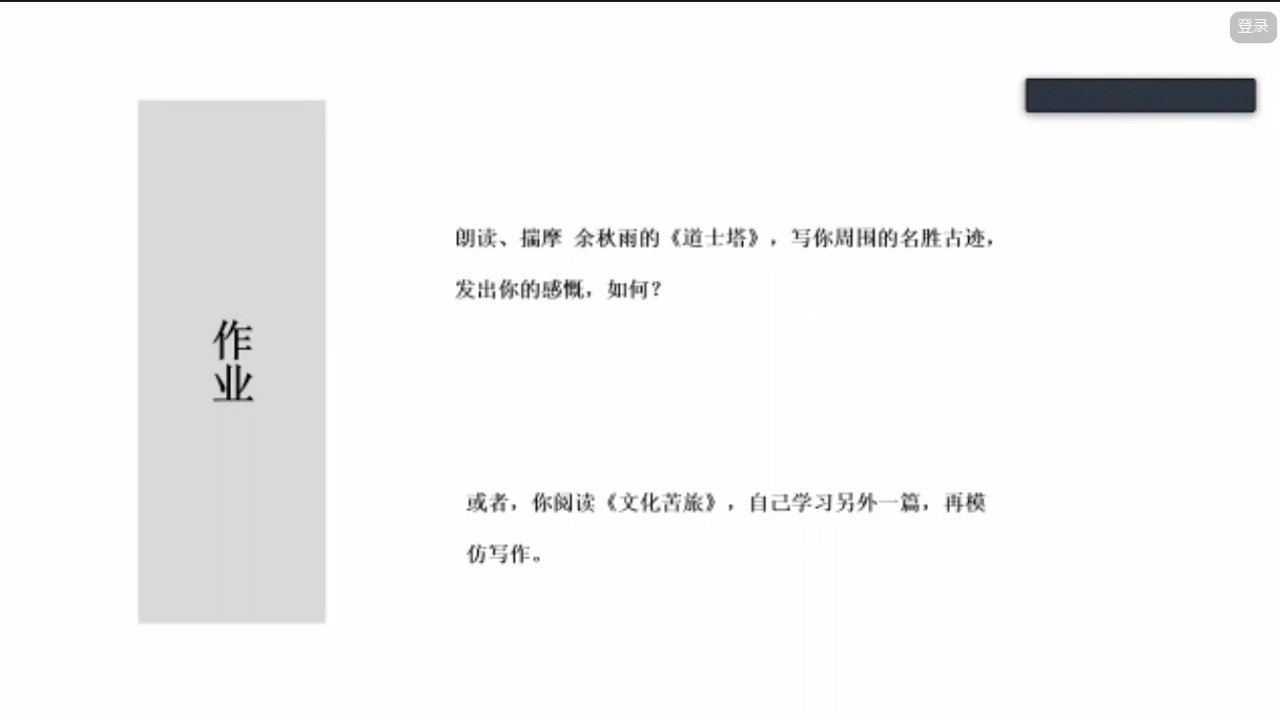 登录
作业
朗读、揣摩 余秋雨的《道士塔》，写你周围的名胜古迹，
发出你的感慨，如何？
或者，你阅读《文化苦旅》，自己学习另外一篇，再模
仿写作。